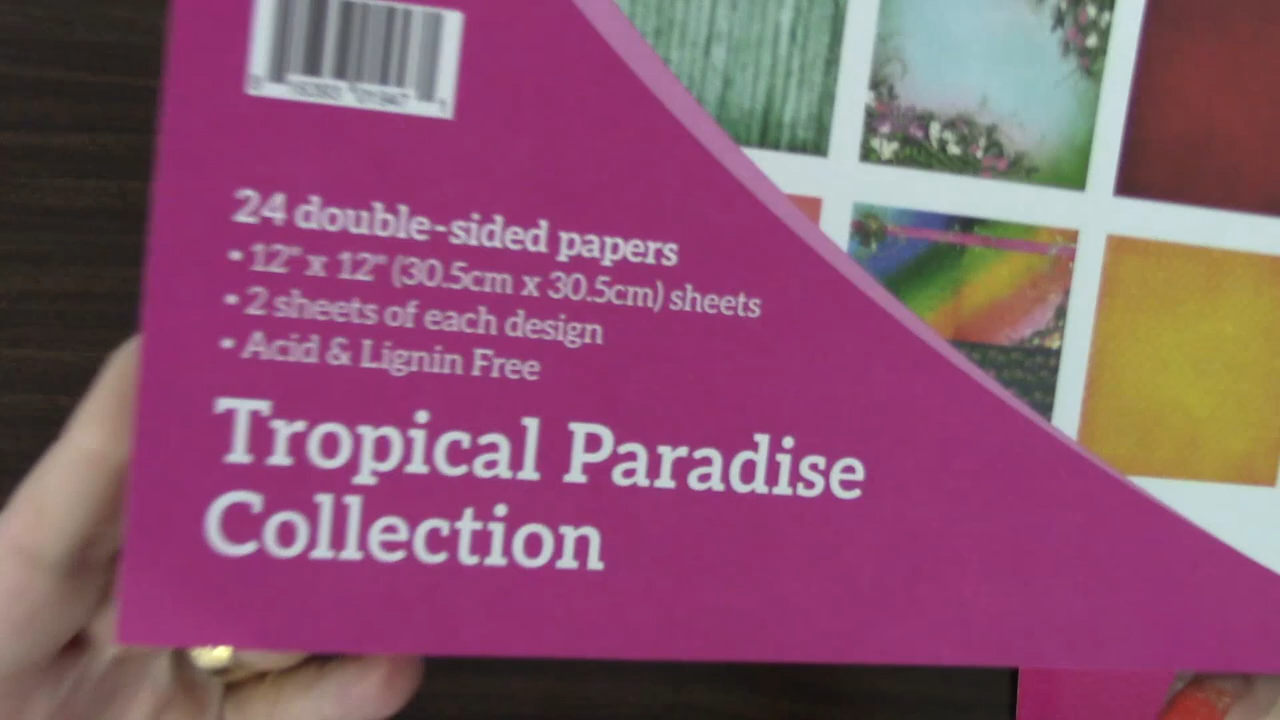 24 double-sided papers
• 12" x 12" (30.5cm x 30.5cm) sheets
• 2 sheets of each design
• Acid & Lignin Free
Tropical Paradise
Collection